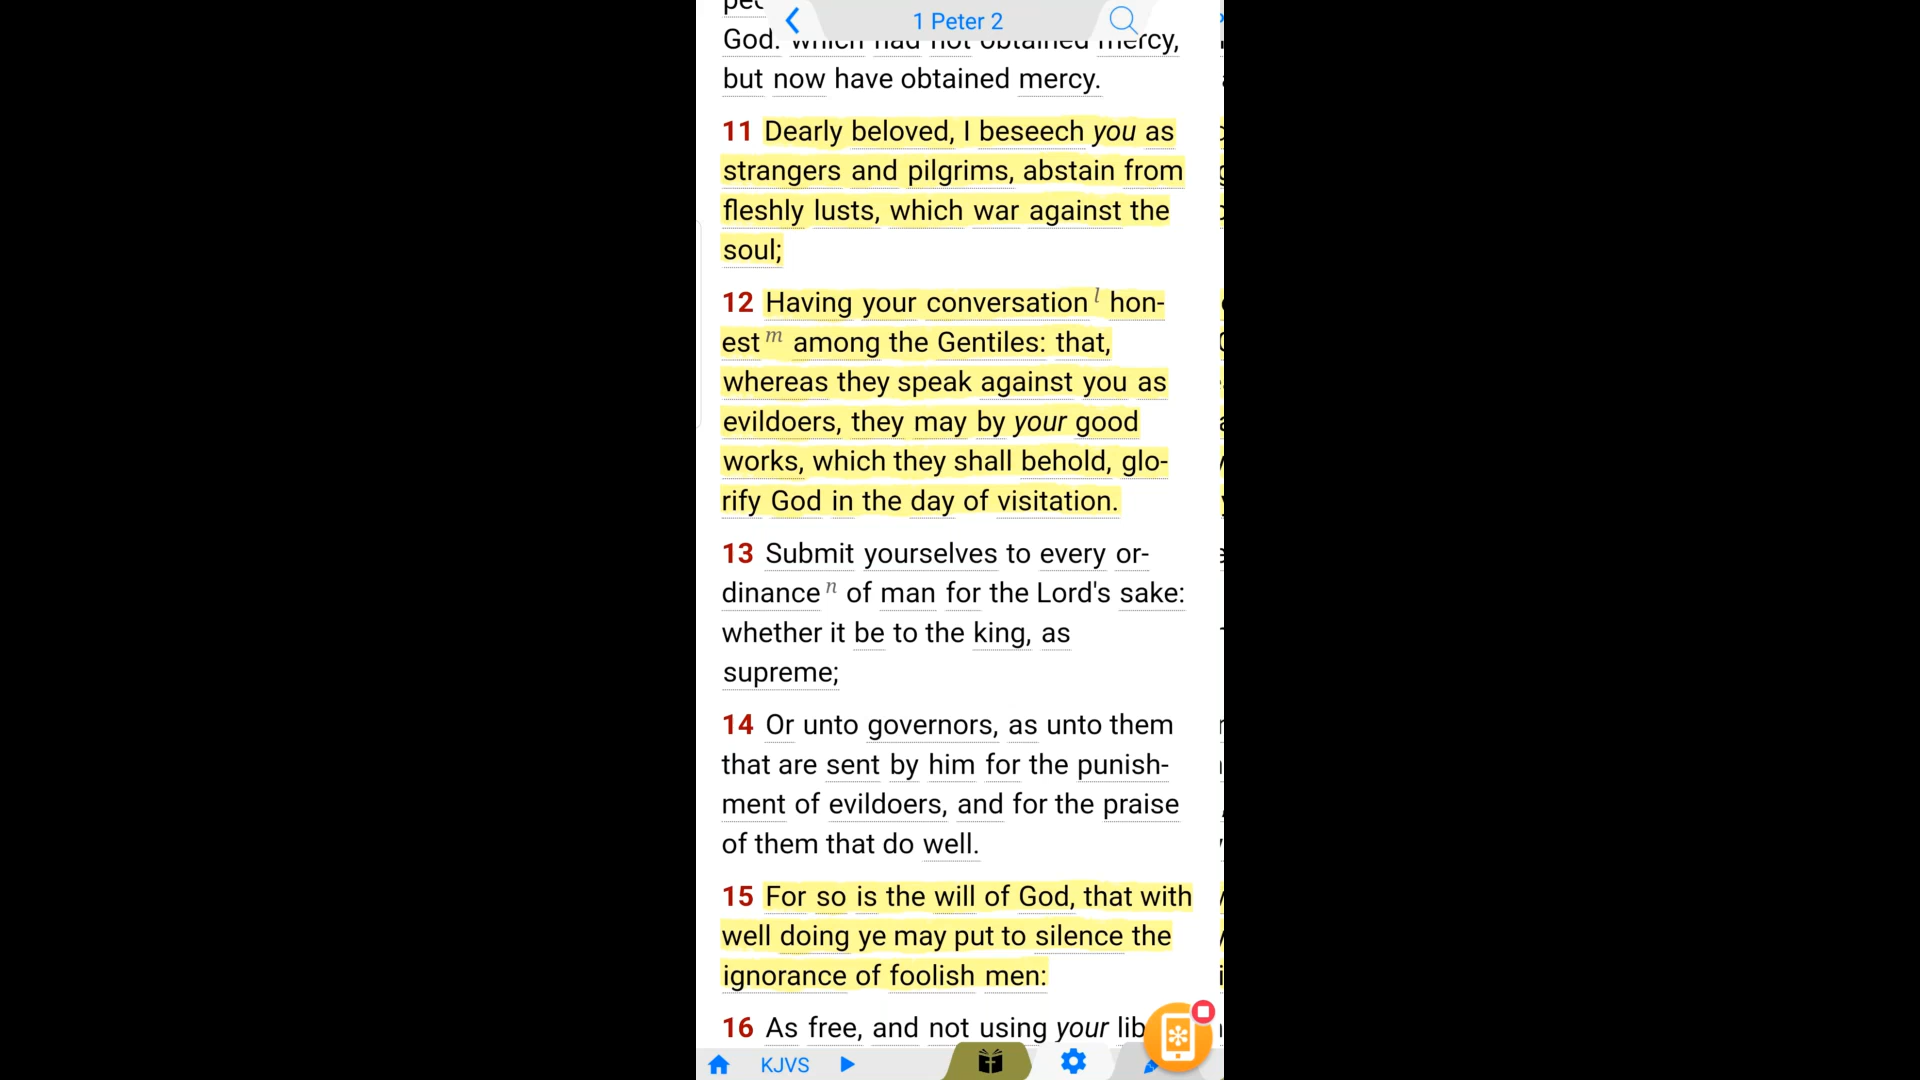 1 Peter 2
God. which had not obtained mercy,
but now have obtained mercy.
11 Dearly beloved, I beseech you as
strangers and pilgrims, abstain from
fleshly lusts, which war against the
soul;
12 Having your conversation l hon-
est m among the Gentiles: that,
whereas they speak against you as
evildoers, they may by your good
works, which they shall behold, glo-
rify God in the day of visitation.
13 Submit yourselves to every or-
dinance n of man for the Lord's sake:
whether it be to the king, as
supreme;
14 Or unto governors, as unto them
that are sent by him for the punish-
ment of evildoers, and for the praise
of them that do well.
15 For so is the will of God, that with
well doing ye may put to silence the
ignorance of foolish men:
16 As free, and not using your lib
KJVS